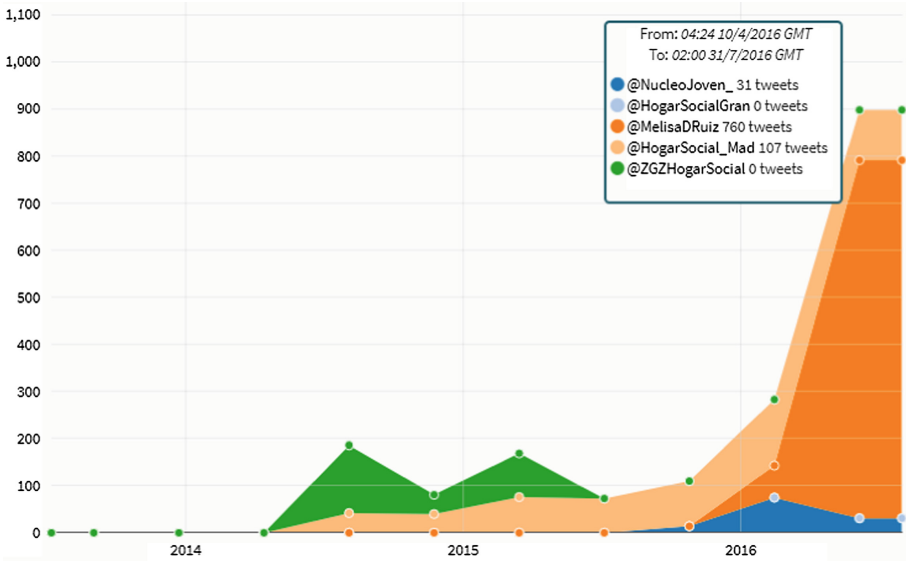 1,100
1,000
900
800
700
600
500
400
300
200
100
0
From: 04:24 10/4/2016 GMT
To: 02:00 31/7/2016 GMT
@NucleoJoven_ 31 tweets
@HogarSocialGran 0 tweets
@MelisaDRuiz 760 tweets
@HogarSocial_Mad 107 tweets
@ZGZHogarSocial 0 tweets
2014 2015 2016